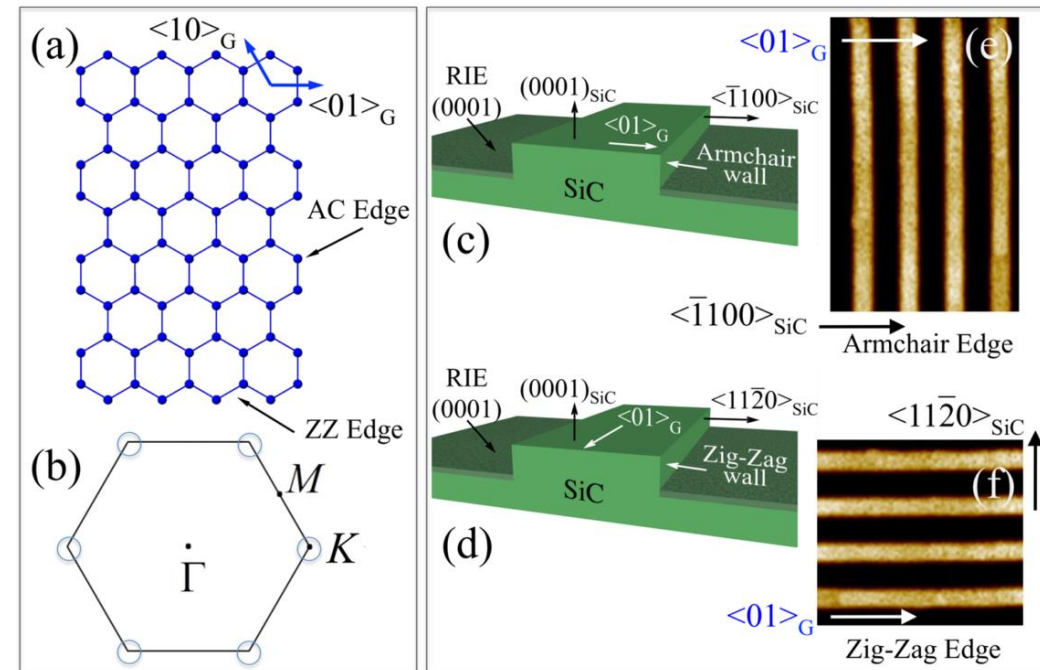 (a)
<10>G
<01>G
AC Edge
ZZ Edge
(b)
M
K
Γ
(c)
RIE
(0001)
(0001)SiC
<1̅100>SiC
<01>G
Armchair
wall
SiC
<01>G
(e)
<1̅100>SiC
Armchair Edge
(d)
RIE
(0001)
(0001)SiC
<112̅0>SiC
<01>G
Zig-Zag
wall
SiC
<112̅0>SiC
(f)
<01>G
Zig-Zag Edge